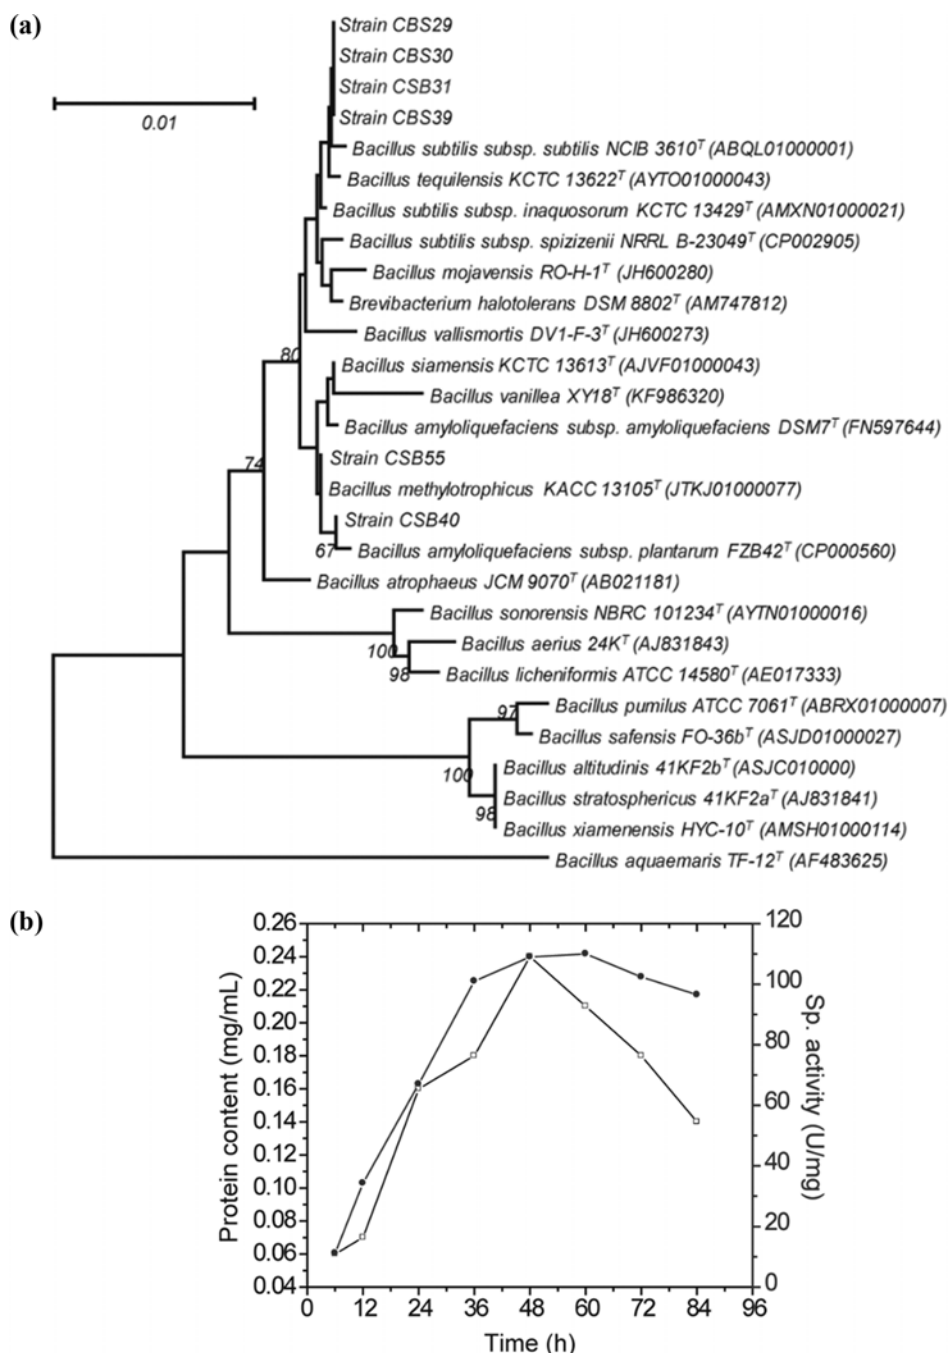 (a)
Strain CBS29
Strain CBS30
Strain CSB31
Strain CBS39
0.01
Bacillus subtilis subsp. subtilis NCIB 3610ᵀ (ABQL01000001)
Bacillus tequilensis KCTC 13622ᵀ (AYTO01000043)
Bacillus subtilis subsp. inaquosorum KCTC 13429ᵀ (AMXN01000021)
Bacillus subtilis subsp. spizizenii NRRL B-23049ᵀ (CP002905)
Bacillus mojavensis RO-H-1ᵀ (JH600280)
Brevibacterium halotolerans DSM 8802ᵀ (AM747812)
Bacillus vallismortis DV1-F-3ᵀ (JH600273)
80
Bacillus siamensis KCTC 13613ᵀ (AJVF01000043)
Bacillus vanillea XY18ᵀ (KF986320)
Bacillus amyloliquefaciens subsp. amyloliquefaciens DSM7ᵀ (FN597644)
Strain CSB55
74
Bacillus methylotrophicus KACC 13105ᵀ (JTKJ01000077)
Strain CSB40
67
Bacillus amyloliquefaciens subsp. plantarum FZB42ᵀ (CP000560)
Bacillus atrophaeus JCM 9070ᵀ (AB021181)
Bacillus sonorensis NBRC 101234ᵀ (AYTN01000016)
100
Bacillus aerius 24Kᵀ (AJ831843)
98
Bacillus licheniformis ATCC 14580ᵀ (AE017333)
97
Bacillus pumilus ATCC 7061ᵀ (ABRX01000007)
Bacillus safensis FO-36bᵀ (ASJD01000027)
100
Bacillus altitudinis 41KF2bᵀ (ASJC010000)
Bacillus stratosphericus 41KF2aᵀ (AJ831841)
98
Bacillus xiamenensis HYC-10ᵀ (AMSH01000114)
Bacillus aquaemaris TF-12ᵀ (AF483625)
(b)
Protein content (mg/mL)
0.26
0.24
0.22
0.20
0.18
0.16
0.14
0.12
0.10
0.08
0.06
0.04
120
100
80
60
40
20
0
Sp. activity (U/mg)
0 12 24 36 48 60 72 84 96
Time (h)